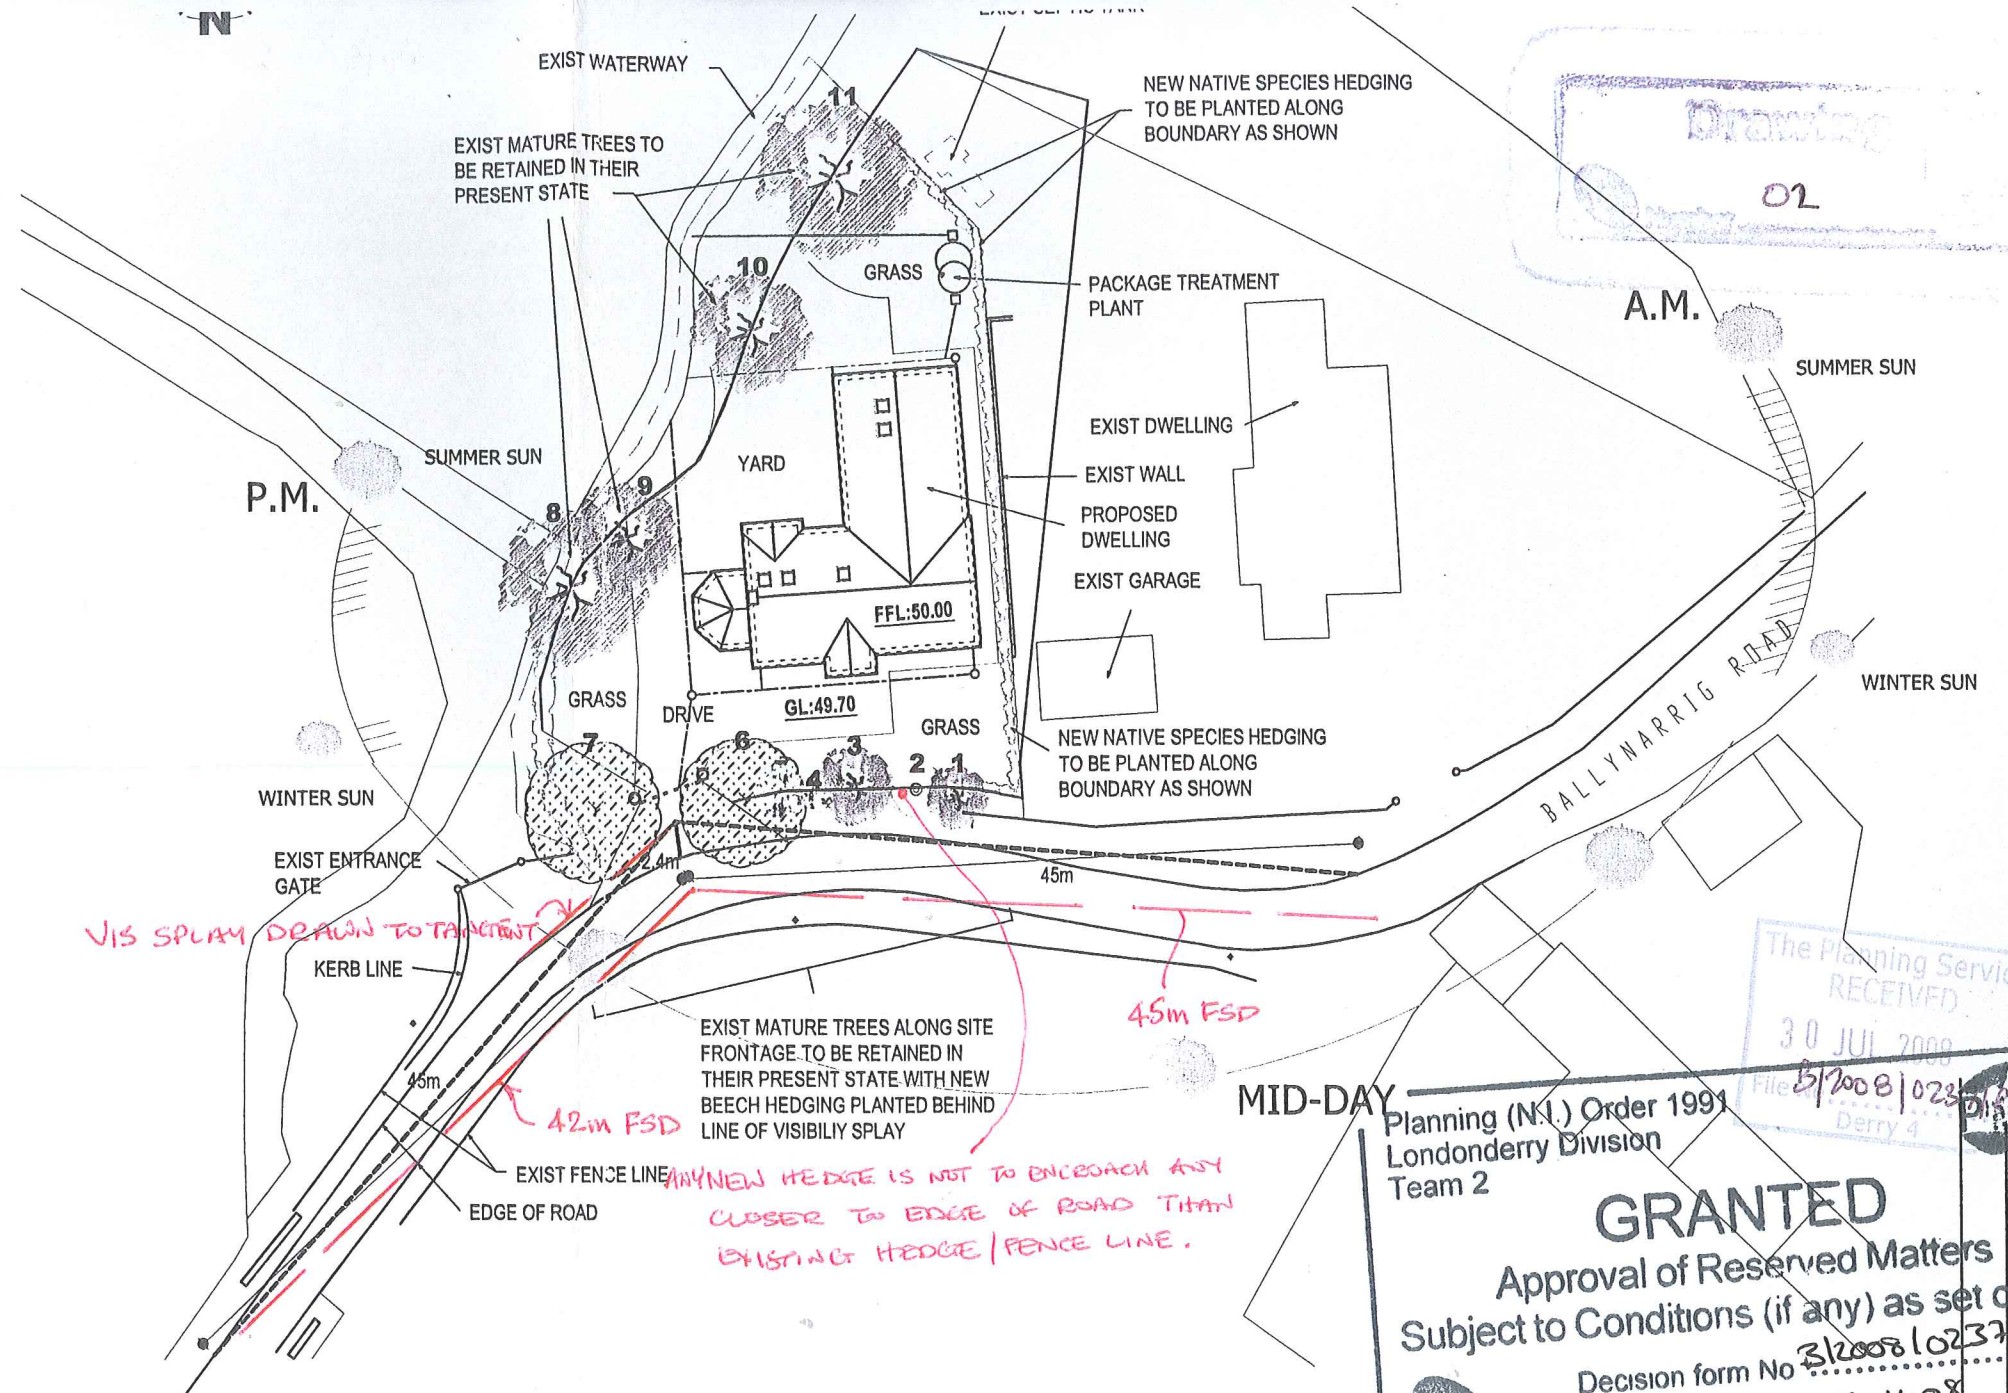 N
EXIST WATERWAY
EXIST MATURE TREES TO
BE RETAINED IN THEIR
PRESENT STATE
11
NEW NATIVE SPECIES HEDGING
TO BE PLANTED ALONG
BOUNDARY AS SHOWN
Drawing
02
10
GRASS
PACKAGE TREATMENT
PLANT
A.M.
SUMMER SUN
SUMMER SUN
P.M.
YARD
EXIST DWELLING
EXIST WALL
PROPOSED
DWELLING
EXIST GARAGE
9
8
FFL:50.00
BALLYNARRIG ROAD
WINTER SUN
GRASS
DRIVE
GL:49.70
GRASS
NEW NATIVE SPECIES HEDGING
TO BE PLANTED ALONG
BOUNDARY AS SHOWN
7
6
4
3
2
1
WINTER SUN
EXIST ENTRANCE
GATE
2.4m
45m
VIS SPLAY DRAWN TO TANGENT
KERB LINE
45m FSD
EXIST MATURE TREES ALONG SITE
FRONTAGE TO BE RETAINED IN
THEIR PRESENT STATE WITH NEW
BEECH HEDGING PLANTED BEHIND
LINE OF VISIBILIY SPLAY
45m
42m FSD
EXIST FENCE LINE
EDGE OF ROAD
ANY NEW HEDGE IS NOT TO ENCROACH ANY
CLOSER TO EDGE OF ROAD THAN
EXISTING HEDGE/FENCE LINE.
MID-DAY
The Planning Servic
RECEIVED
30 JUL 2008
File No B/2008/023
Derry 4
Planning (N.I.) Order 1991
Londonderry Division
Team 2
GRANTED
Approval of Reserved Matters
Subject to Conditions (if any) as set o
Decision form No B/2008/0237